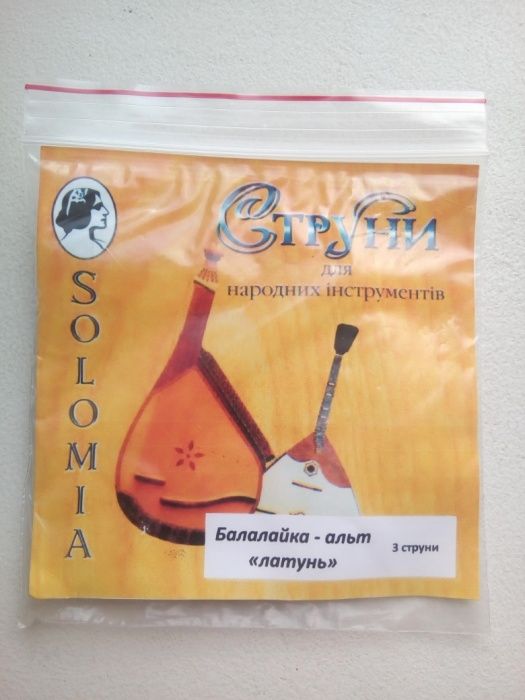 Струни
для
народних інструментів
SOLOMIA
Балалайка - альт
«латунь»
3 струни